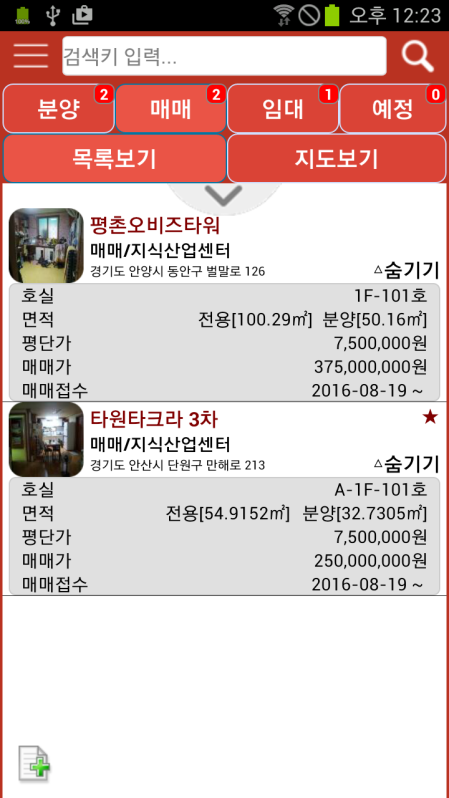 100%
오후 12:23
검색키 입력...
분양 2
매매 2
임대 1
예정 0
목록보기
지도보기
평촌오비즈타워
매매/지식산업센터
경기도 안양시 동안구 벌말로 126
△숨기기
호실 1F-101호
면적 전용[100.29㎡] 분양[50.16㎡]
평단가 7,500,000원
매매가 375,000,000원
매매접수 2016-08-19 ~
타원타크라 3차
★
매매/지식산업센터
경기도 안산시 단원구 만해로 213
△숨기기
호실 A-1F-101호
면적 전용[54.9152㎡] 분양[32.7305㎡]
평단가 7,500,000원
매매가 250,000,000원
매매접수 2016-08-19 ~